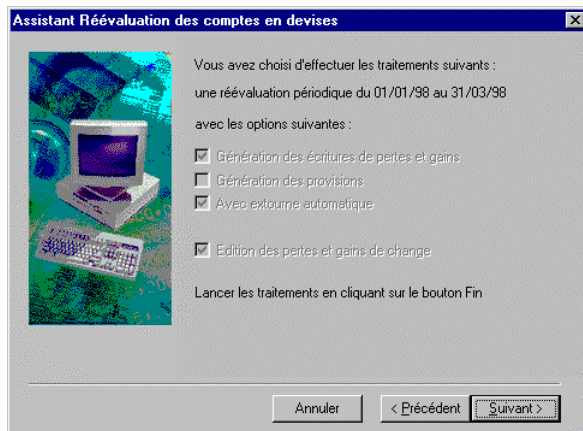 Assistant Réévaluation des comptes en devises
Vous avez choisi d'effectuer les traitements suivants :
une réévaluation périodique du 01/01/98 au 31/03/98
avec les options suivantes :
Génération des écritures de pertes et gains
Génération des provisions
Avec extourne automatique
Edition des pertes et gains de change
Lancer les traitements en cliquant sur le bouton Fin
Annuler
< Précédent
Suivant >